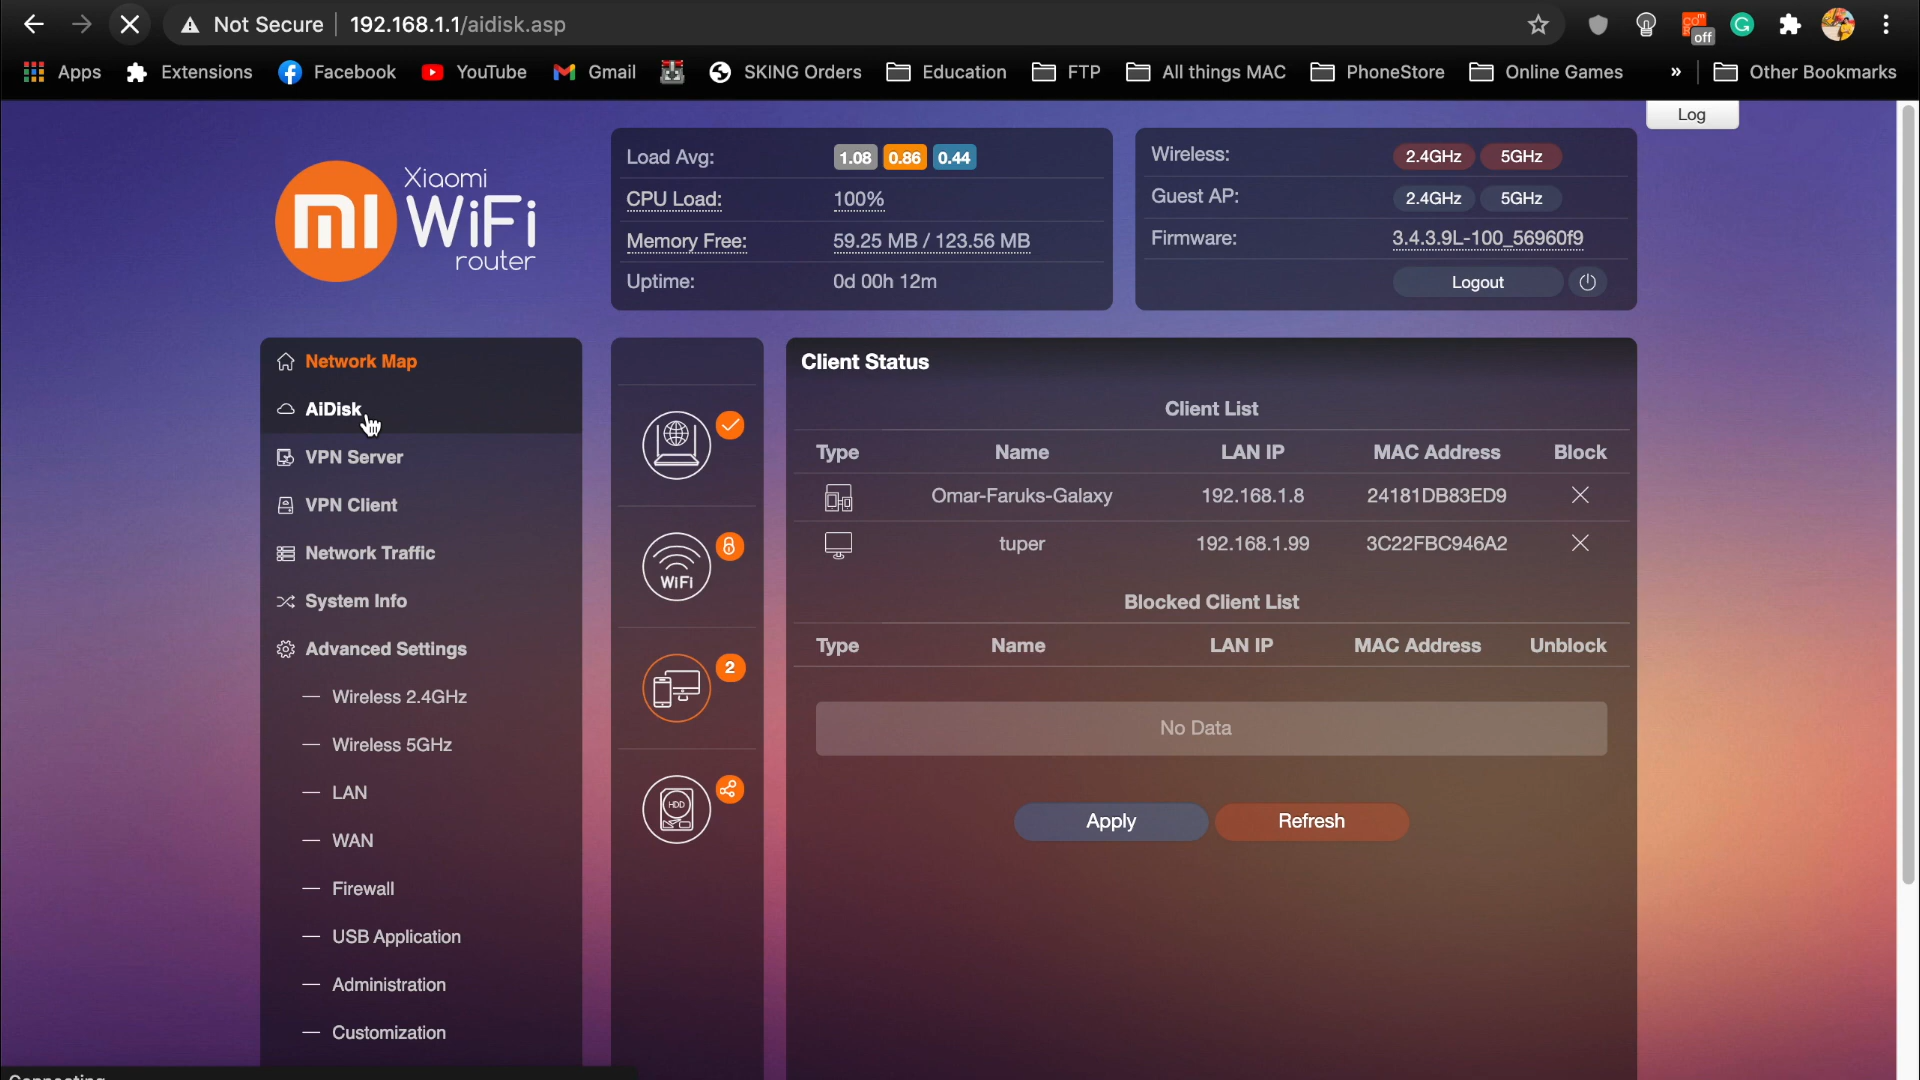 Not Secure 192.168.1.1/aidisk.asp
off
Apps Extensions Facebook YouTube Gmail SKING Orders Education FTP All things MAC PhoneStore Online Games » Other Bookmarks
Log
Xiaomi
WiFi
router
Load Avg: 1.08 0.86 0.44
CPU Load: 100%
Memory Free: 59.25 MB / 123.56 MB
Uptime: 0d 00h 12m
Wireless: 2.4GHz 5GHz
Guest AP: 2.4GHz 5GHz
Firmware: 3.4.3.9L-100_56960f9
Logout
Network Map
AiDisk
VPN Server
VPN Client
Network Traffic
System Info
Advanced Settings
— Wireless 2.4GHz
— Wireless 5GHz
— LAN
— WAN
— Firewall
— USB Application
— Administration
— Customization
WiFi
2
HDD
Client Status
Client List
Type Name LAN IP MAC Address Block
Omar-Faruks-Galaxy 192.168.1.8 24181DB83ED9
tuper 192.168.1.99 3C22FBC946A2
Blocked Client List
Type Name LAN IP MAC Address Unblock
No Data
Apply Refresh